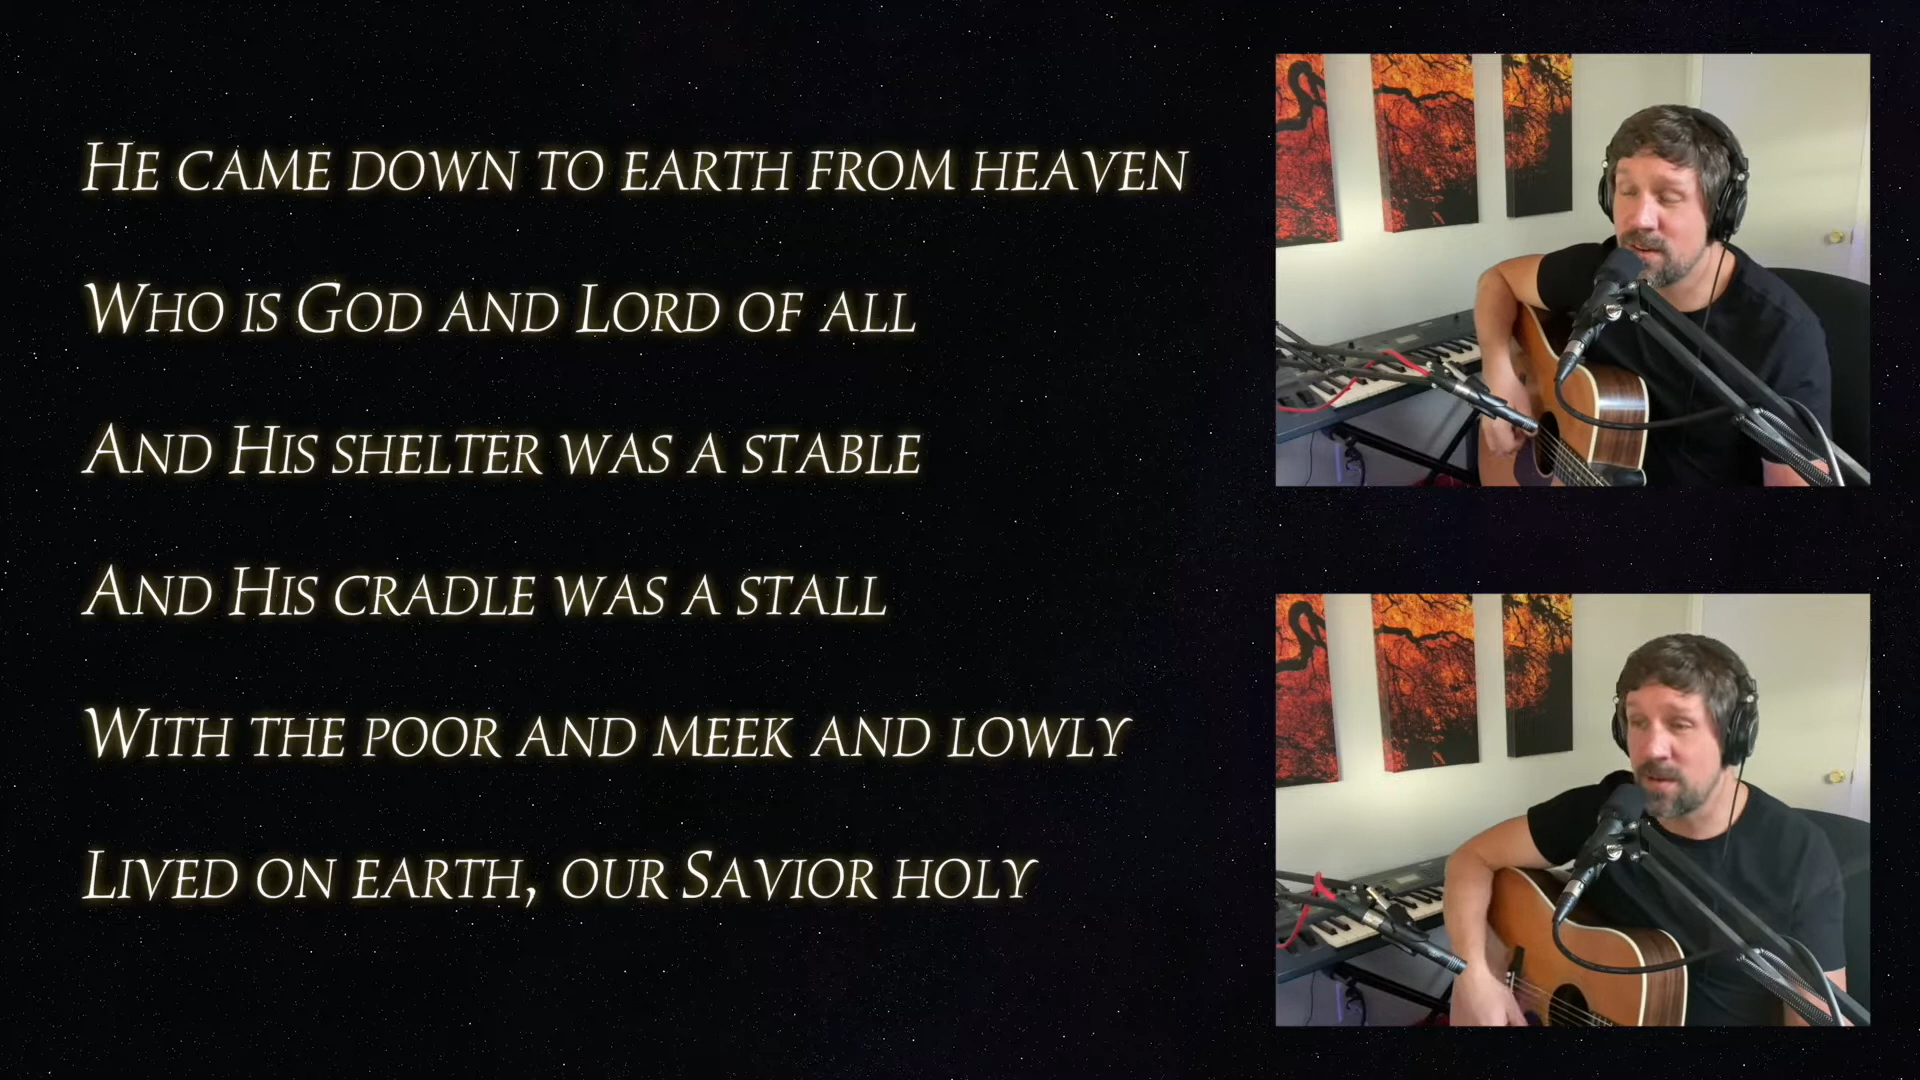 He came down to earth from heaven
Who is God and Lord of all
And His shelter was a stable
And His cradle was a stall
With the poor and meek and lowly
Lived on earth, our Savior holy